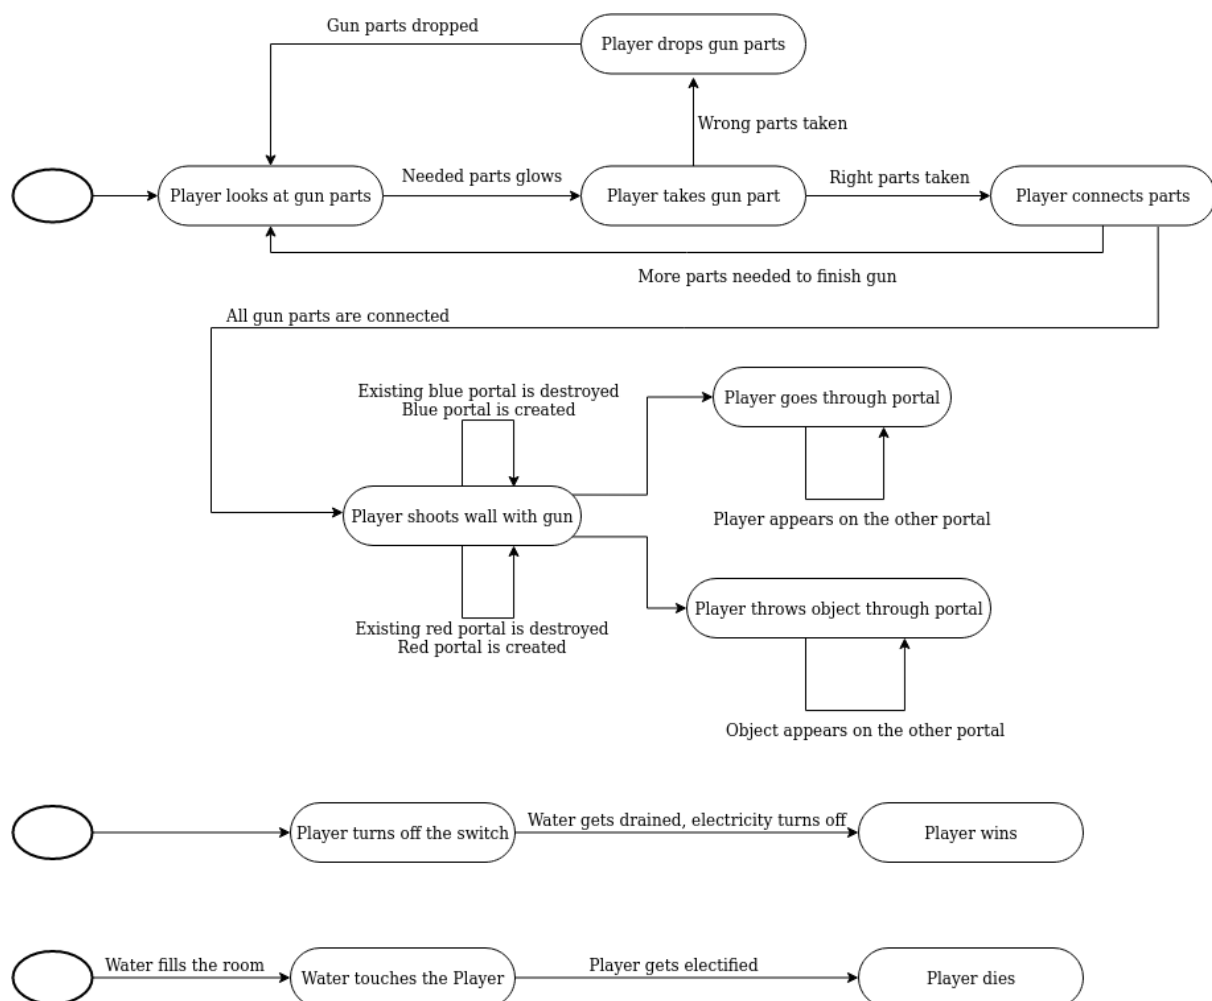 Gun parts dropped
Player drops gun parts
Wrong parts taken
Player looks at gun parts
Needed parts glows
Player takes gun part
Right parts taken
Player connects parts
More parts needed to finish gun
All gun parts are connected
Existing blue portal is destroyed
Blue portal is created
Player goes through portal
Player shoots wall with gun
Player appears on the other portal
Existing red portal is destroyed
Red portal is created
Player throws object through portal
Object appears on the other portal
Player turns off the switch
Water gets drained, electricity turns off
Player wins
Water fills the room
Water touches the Player
Player gets electified
Player dies